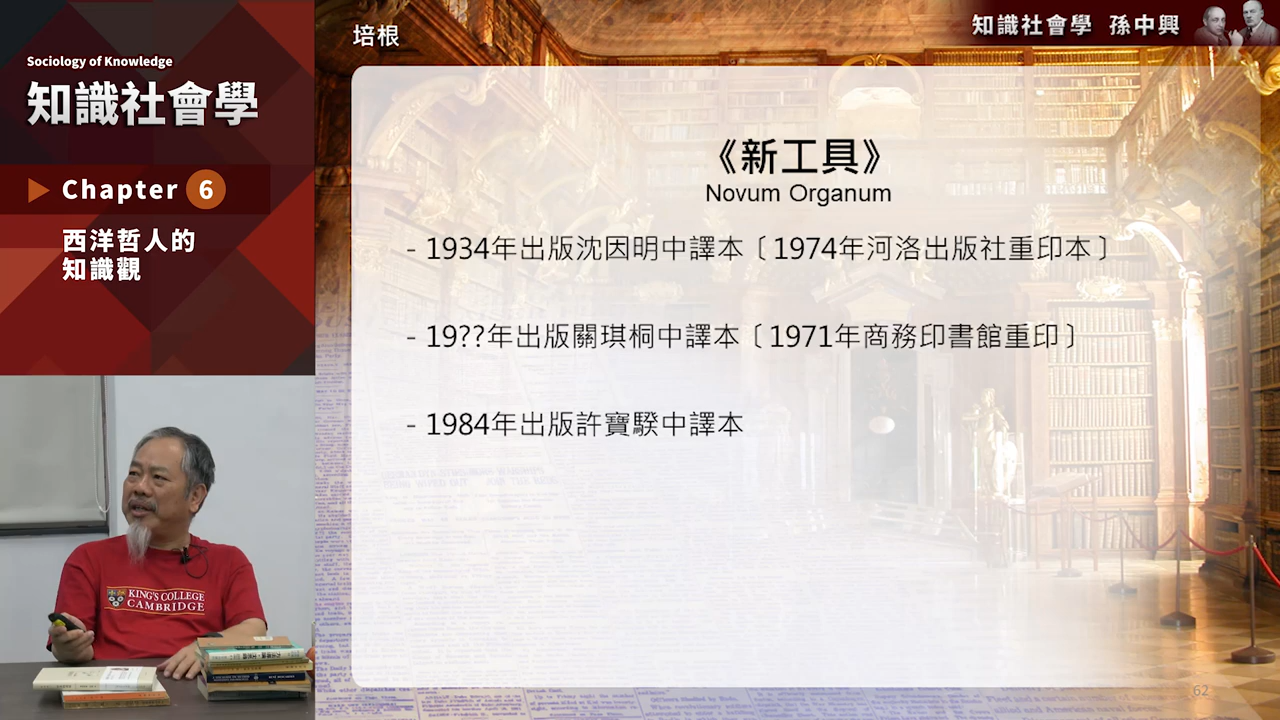 Sociology of Knowledge
知識社會學
Chapter 6
西洋哲人的
知識觀
培根
知識社會學 孫中興
《新工具》
Novum Organum
- 1934年出版沈因明中譯本〔1974年河洛出版社重印本〕
- 19??年出版關琪桐中譯本〔1971年商務印書館重印〕
- 1984年出版許寶騤中譯本
KING'S COLLEGE
CAMBRIDGE
62